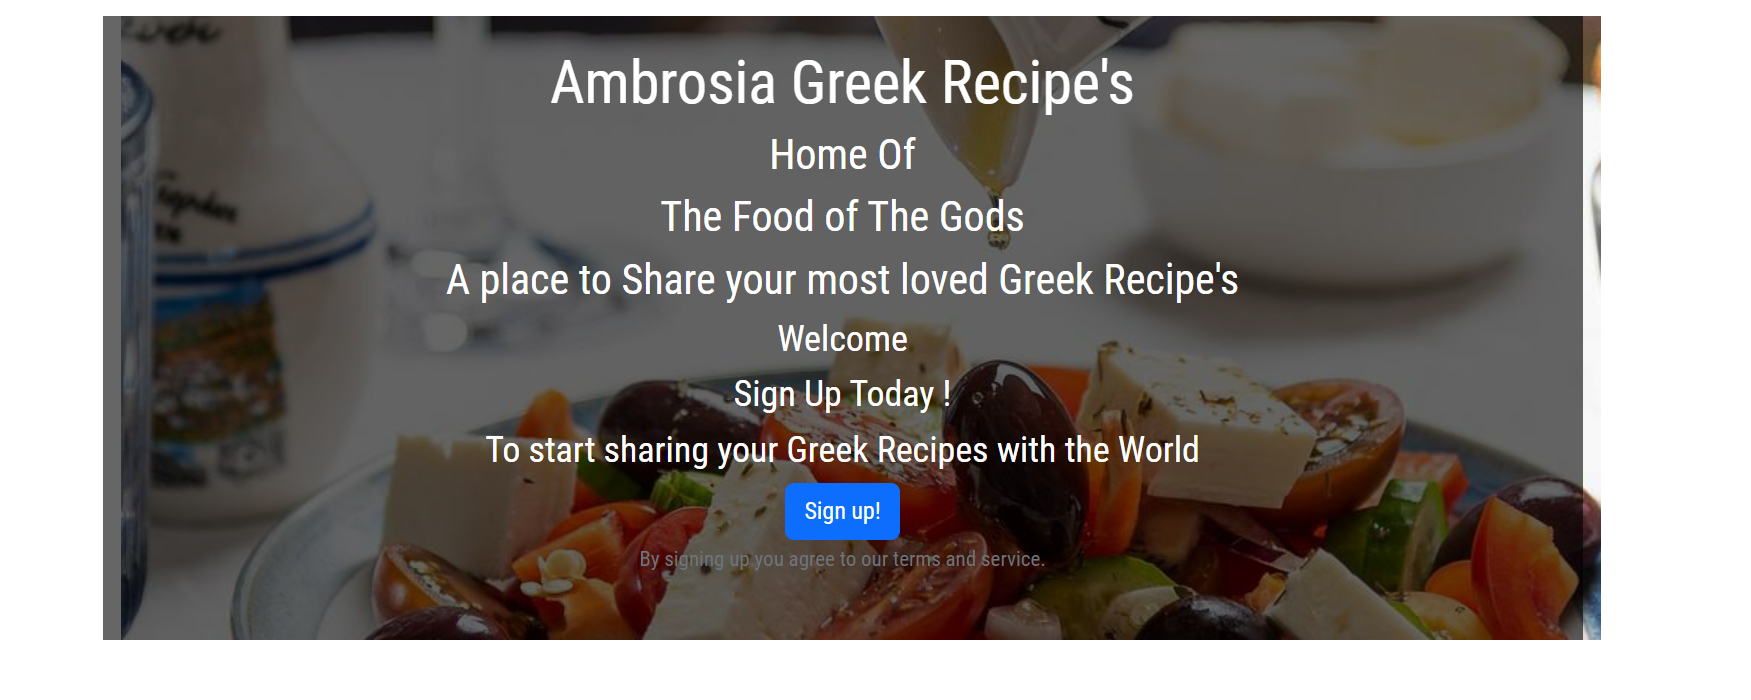 Ambrosia Greek Recipe's
Home Of
The Food of The Gods
A place to Share your most loved Greek Recipe's
Welcome
Sign Up Today !
To start sharing your Greek Recipes with the World
Sign up!
By signing up you agree to our terms and service.